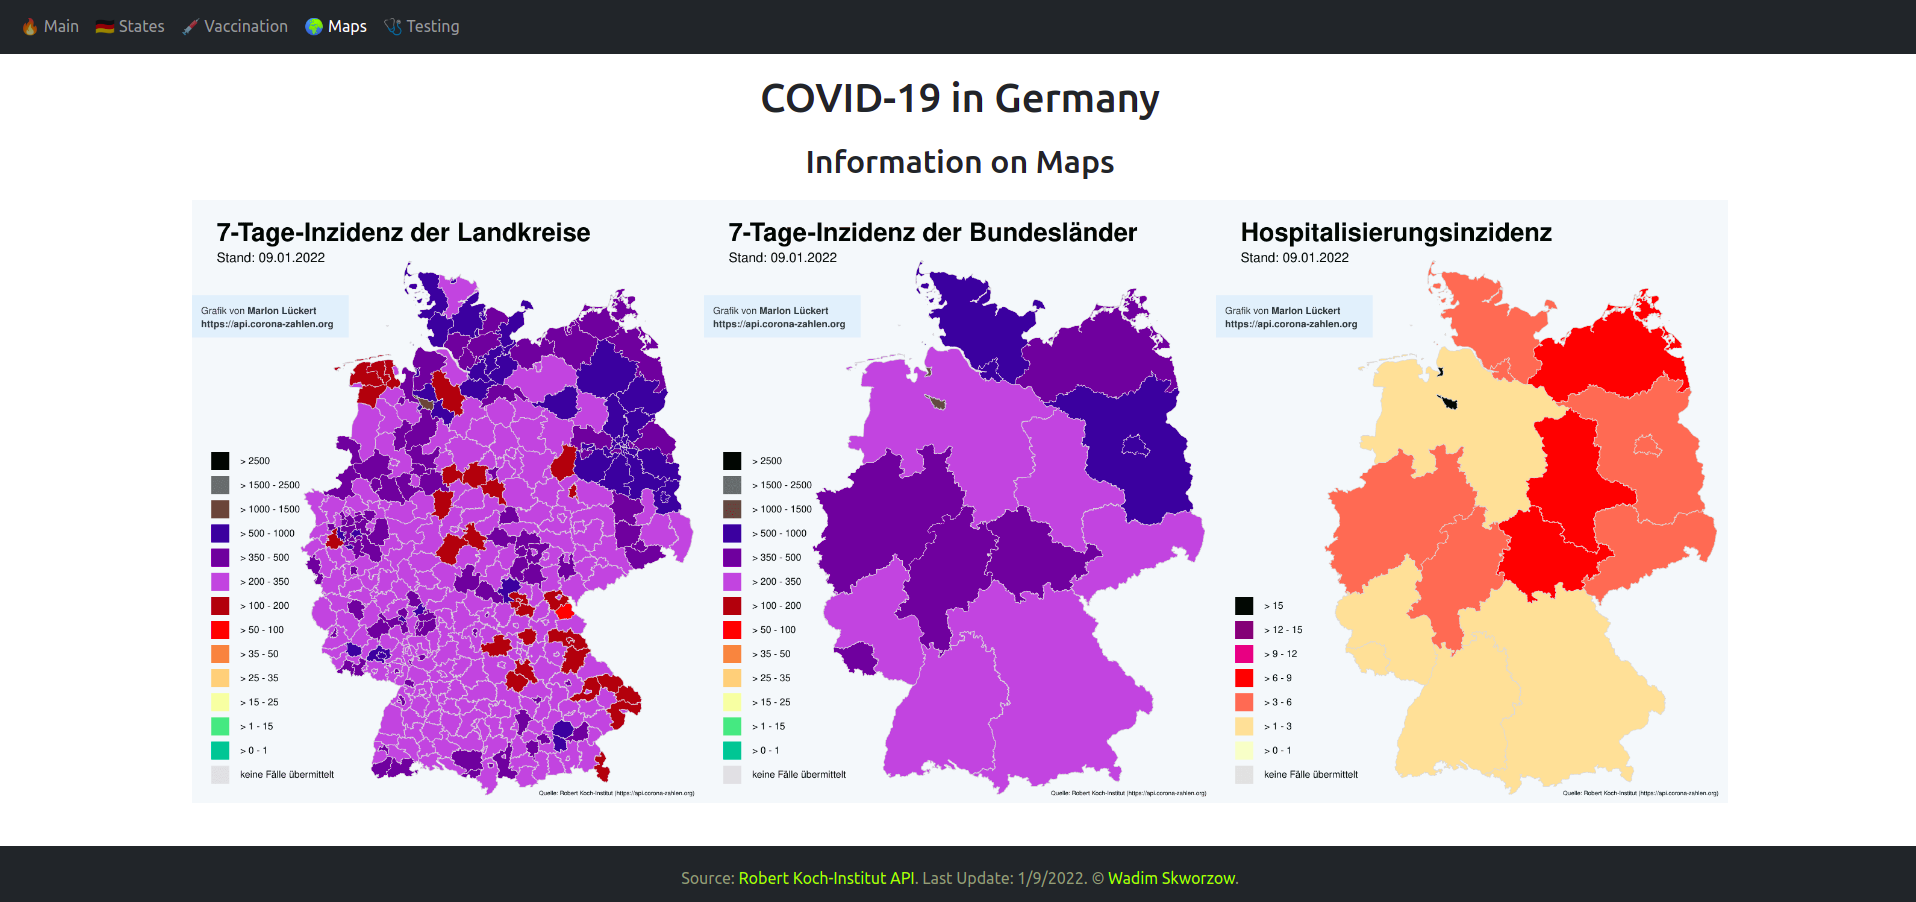 Main States Vaccination Maps Testing
COVID-19 in Germany
Information on Maps
7-Tage-Inzidenz der Landkreise
Stand: 09.01.2022
Grafik von Marlon Lückert
https://api.corona-zahlen.org
> 2500
> 1500 - 2500
> 1000 - 1500
> 500 - 1000
> 350 - 500
> 200 - 350
> 100 - 200
> 50 - 100
> 35 - 50
> 25 - 35
> 15 - 25
> 1 - 15
> 0 - 1
keine Fälle übermittelt
Quelle: Robert Koch-Institut (https://api.corona-zahlen.org)
7-Tage-Inzidenz der Bundesländer
Stand: 09.01.2022
Grafik von Marlon Lückert
https://api.corona-zahlen.org
> 2500
> 1500 - 2500
> 1000 - 1500
> 500 - 1000
> 350 - 500
> 200 - 350
> 100 - 200
> 50 - 100
> 35 - 50
> 25 - 35
> 15 - 25
> 1 - 15
> 0 - 1
keine Fälle übermittelt
Quelle: Robert Koch-Institut (https://api.corona-zahlen.org)
Hospitalisierungsinzidenz
Stand: 09.01.2022
Grafik von Marlon Lückert
https://api.corona-zahlen.org
> 15
> 12 - 15
> 9 - 12
> 6 - 9
> 3 - 6
> 1 - 3
> 0 - 1
keine Fälle übermittelt
Quelle: Robert Koch-Institut (https://api.corona-zahlen.org)
Source: Robert Koch-Institut API. Last Update: 1/9/2022. © Wadim Skworzow.